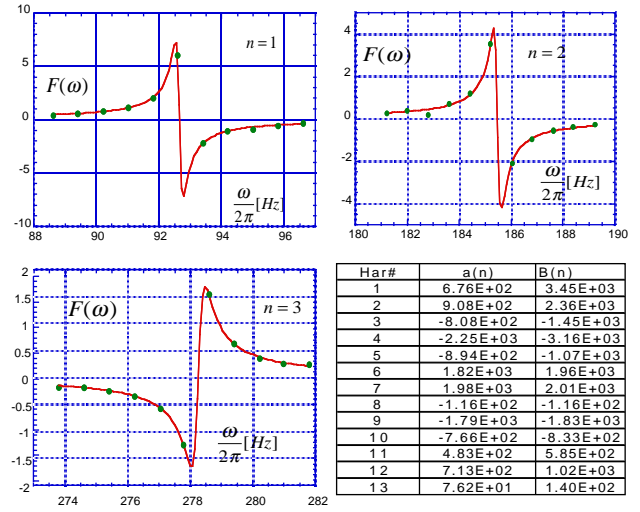 10
5
0
-5
-10
F(ω)
n=1
ω/2π[Hz]
88 90 92 94 96
4
2
0
-2
-4
F(ω)
n=2
ω/2π[Hz]
180 182 184 186 188 190
2
1.5
1
0.5
0
-0.5
-1
-1.5
-2
F(ω)
n=3
ω/2π[Hz]
274 276 278 280 282
Har# a(n) B(n)
1 6.76E+02 3.45E+03
2 9.08E+02 2.36E+03
3 -8.08E+02 -1.45E+03
4 -2.25E+03 -3.16E+03
5 -8.94E+02 -1.07E+03
6 1.82E+03 1.96E+03
7 1.98E+03 2.01E+03
8 -1.16E+02 -1.16E+02
9 -1.79E+03 -1.83E+03
10 -7.66E+02 -8.33E+02
11 4.83E+02 5.85E+02
12 7.13E+02 1.02E+03
13 7.62E+01 1.40E+02